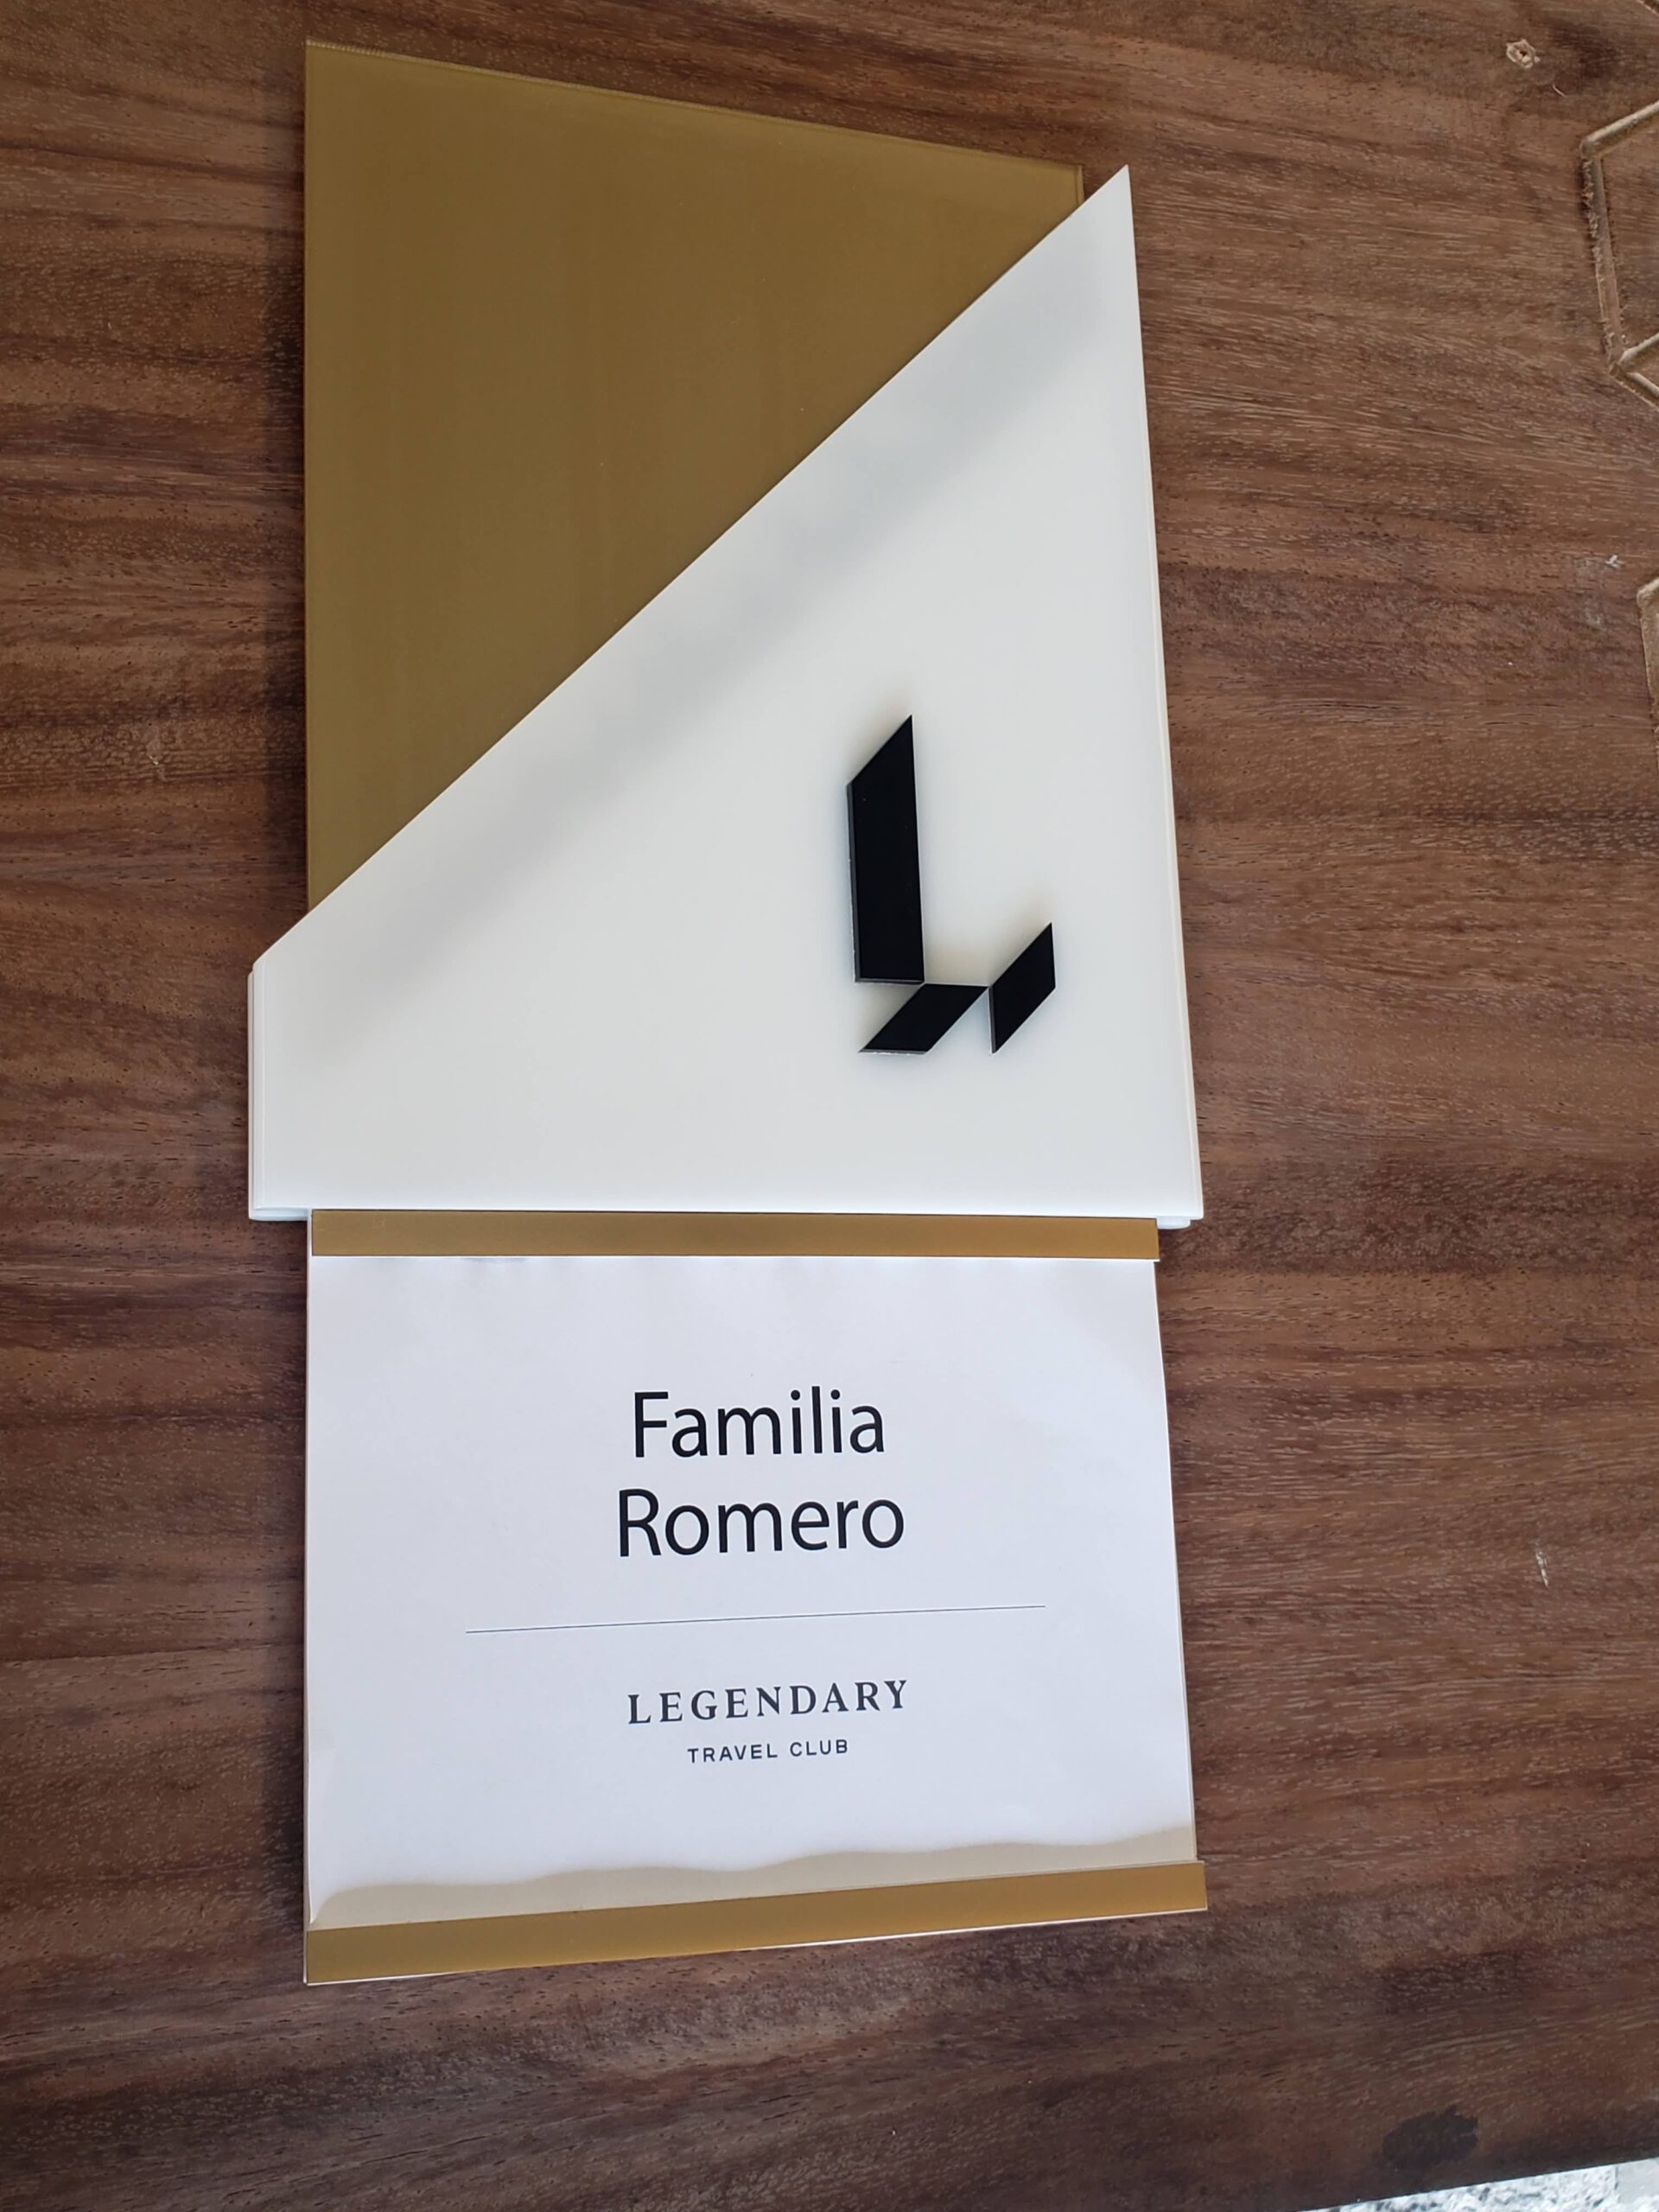 Familia
Romero
LEGENDARY
TRAVEL CLUB